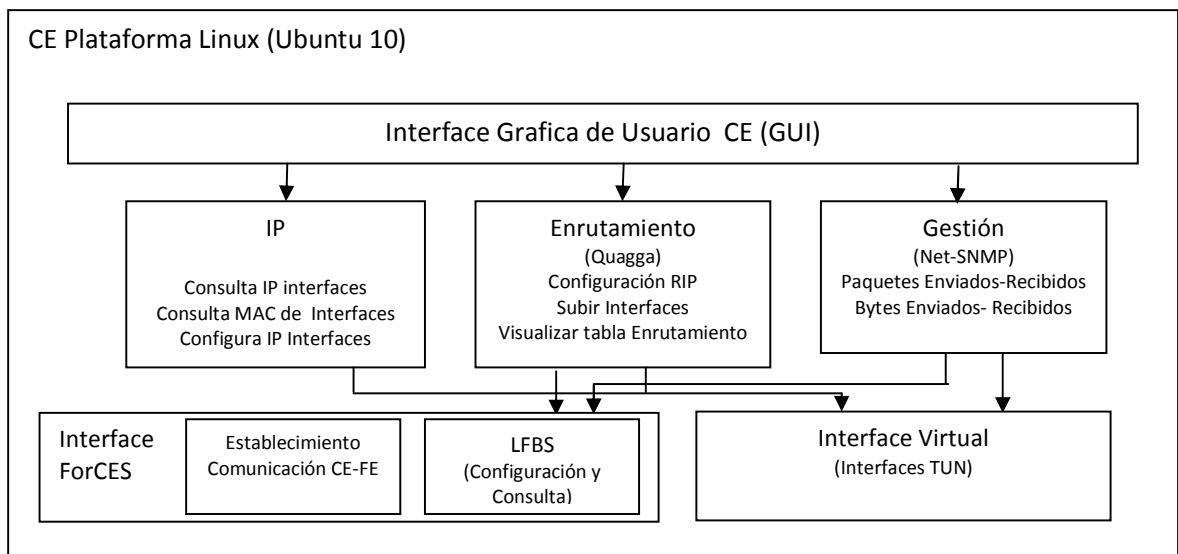 CE Plataforma Linux (Ubuntu 10)
Interface Grafica de Usuario CE (GUI)
IP
Consulta IP interfaces
Consulta MAC de Interfaces
Configura IP Interfaces
Enrutamiento
(Quagga)
Configuración RIP
Subir Interfaces
Visualizar tabla Enrutamiento
Gestión
(Net-SNMP)
Paquetes Enviados-Recibidos
Bytes Enviados- Recibidos
Interface
ForCES
Establecimiento
Comunicación CE-FE
LFBS
(Configuración y
Consulta)
Interface Virtual
(Interfaces TUN)